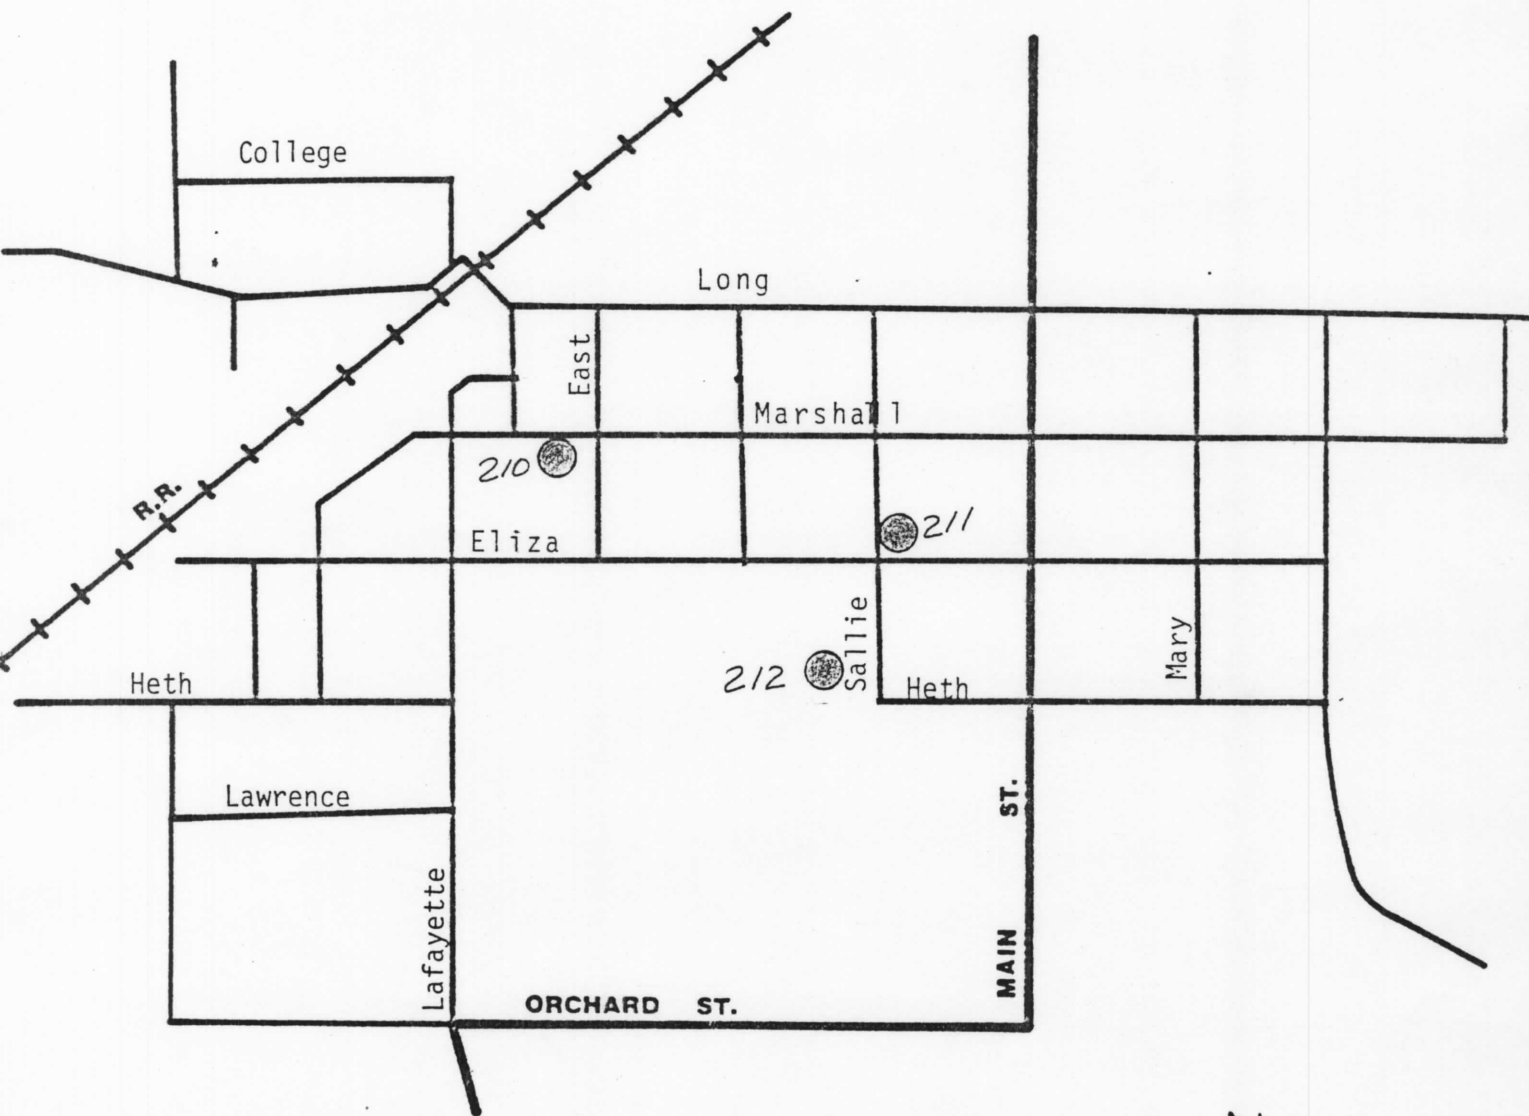 College
Long
East
Marshall
210
R.R.
211
Eliza
Sallie
Mary
212
Heth
Heth
Lawrence
MAIN ST.
Lafayette
ORCHARD ST.